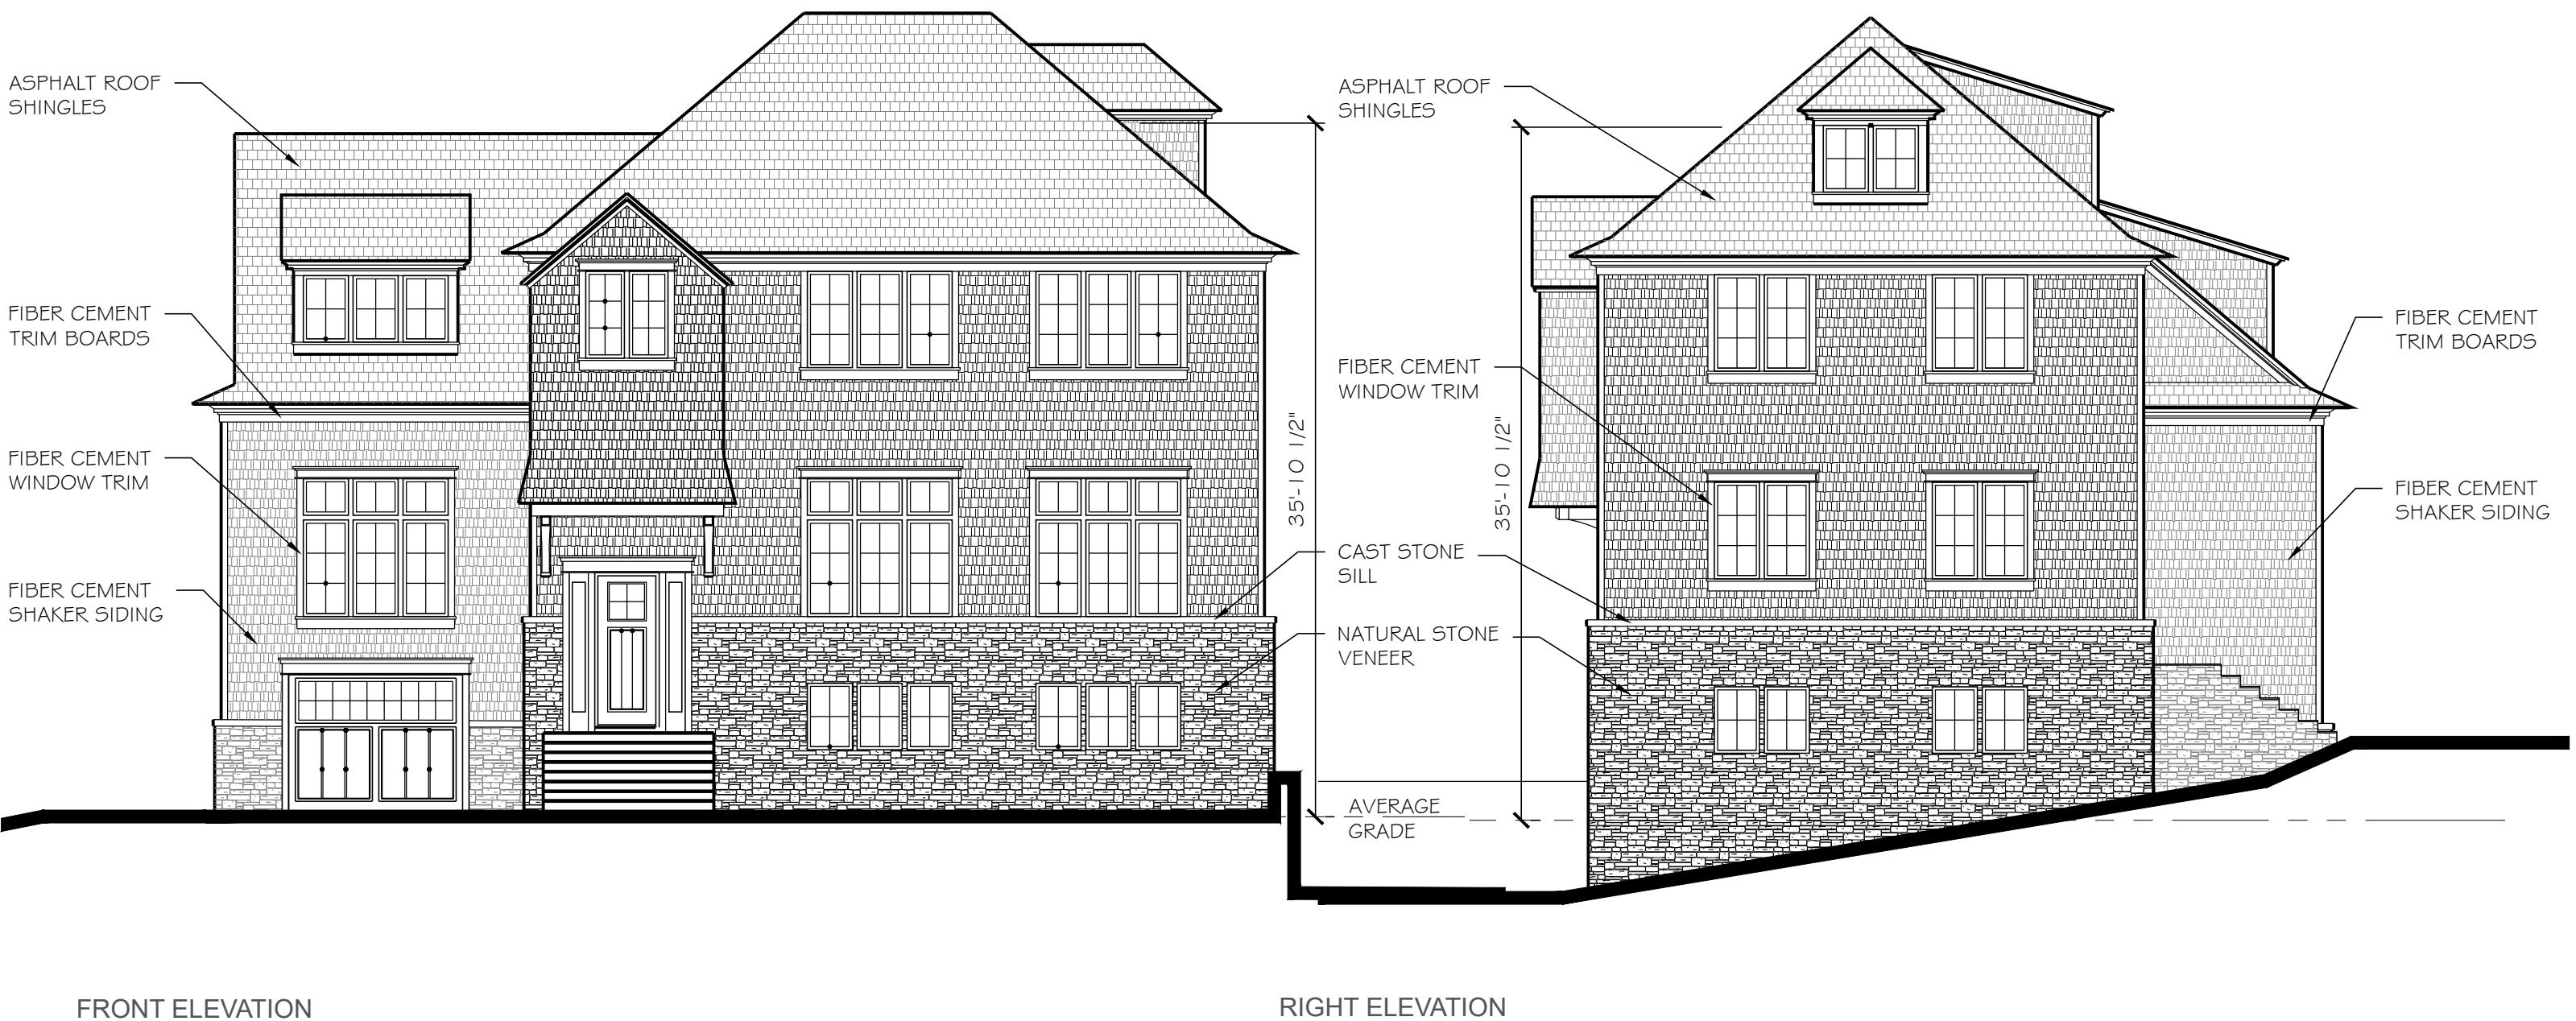 ASPHALT ROOF
SHINGLES
FIBER CEMENT
TRIM BOARDS
FIBER CEMENT
WINDOW TRIM
FIBER CEMENT
SHAKER SIDING
35'-10 1/2"
ASPHALT ROOF
SHINGLES
FIBER CEMENT
WINDOW TRIM
35'-10 1/2"
CAST STONE
SILL
NATURAL STONE
VENEER
AVERAGE
GRADE
FIBER CEMENT
TRIM BOARDS
FIBER CEMENT
SHAKER SIDING
FRONT ELEVATION
RIGHT ELEVATION